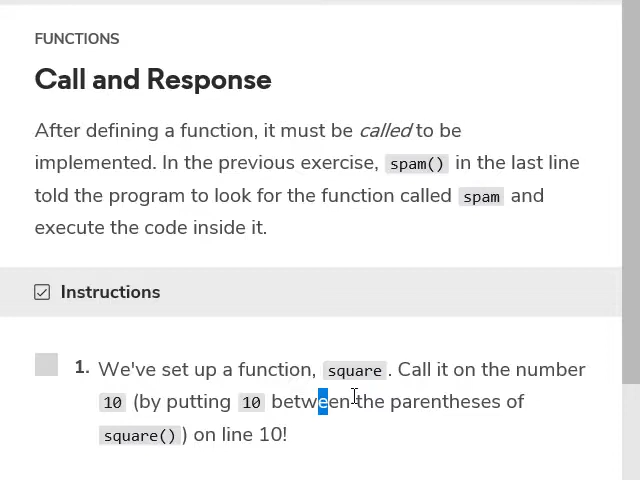 FUNCTIONS
Call and Response
After defining a function, it must be called to be
implemented. In the previous exercise, spam() in the last line
told the program to look for the function called spam and
execute the code inside it.
Instructions
1. We've set up a function, square. Call it on the number
10 (by putting 10 between the parentheses of
square()) on line 10!